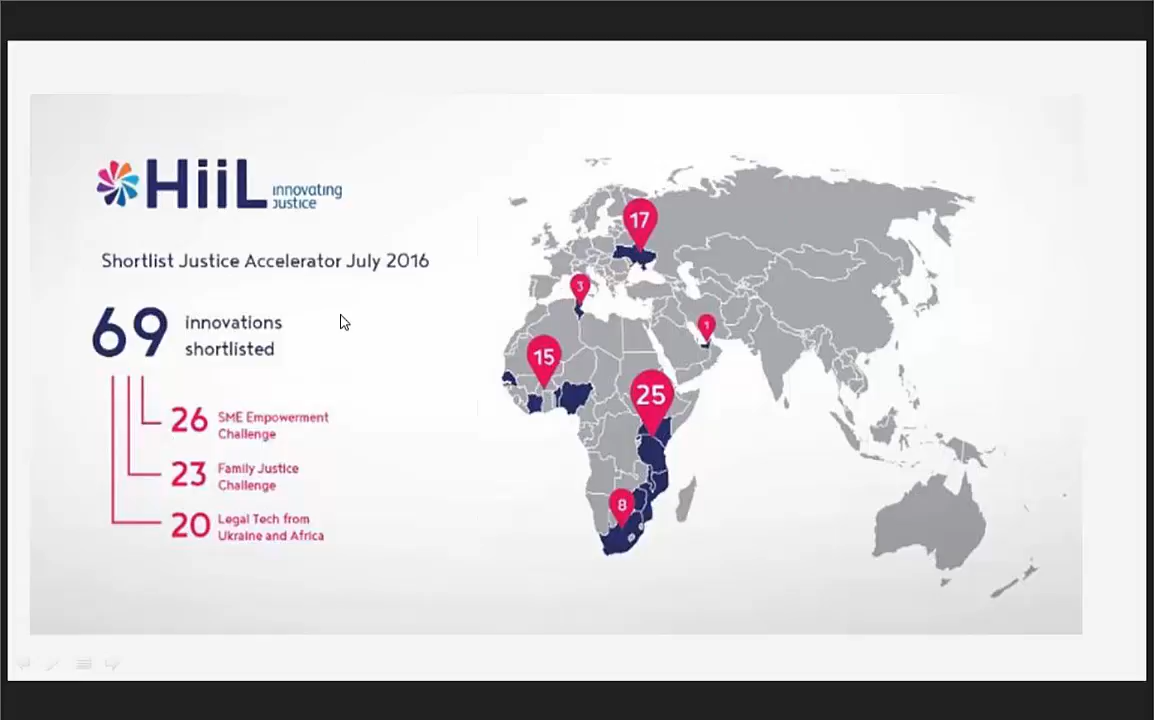 HiiL innovating
Justice
Shortlist Justice Accelerator July 2016
69 innovations
shortlisted
26 SME Empowerment
Challenge
23 Family Justice
Challenge
20 Legal Tech from
Ukraine and Africa
17
3
1
15
25
8